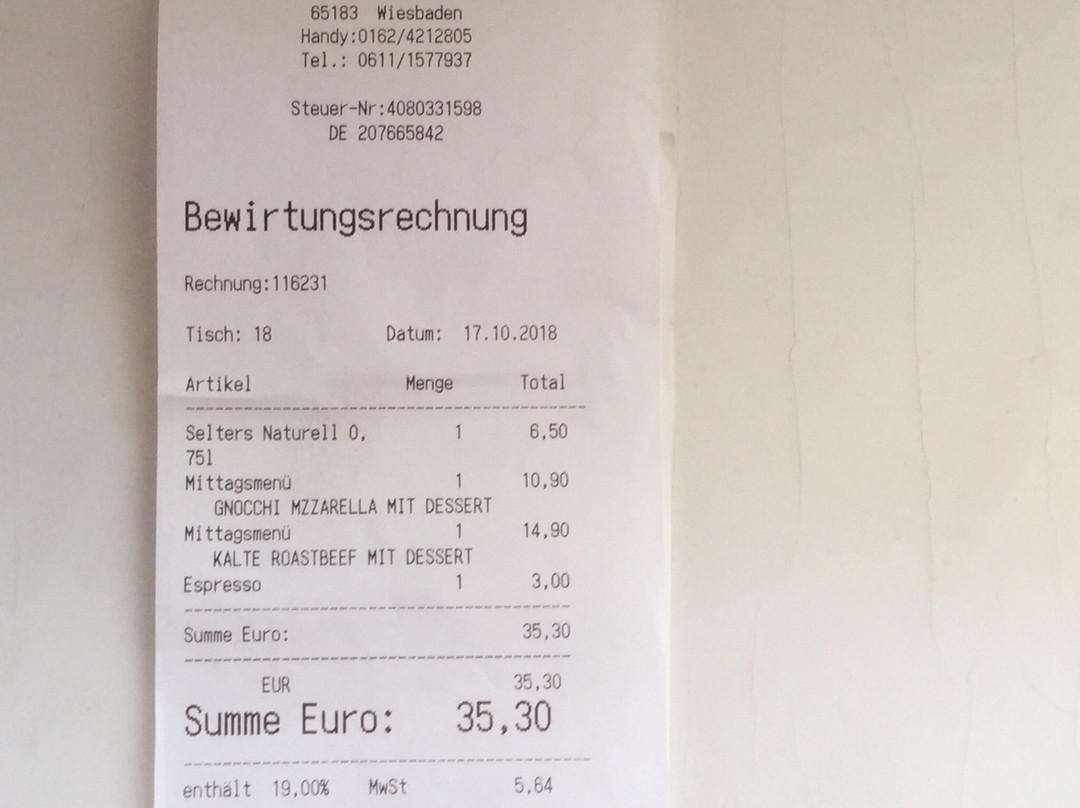 65183 Wiesbaden
Handy:0162/4212805
Tel.: 0611/1577937
Steuer-Nr:4080331598
DE 207665842
Bewirtungsrechnung
Rechnung:116231
Tisch: 18 Datum: 17.10.2018
Artikel Menge Total
Selters Naturell 0, 1 6,50
75l
Mittagsmenü 1 10,90
GNOCCHI MZZARELLA MIT DESSERT
Mittagsmenü 1 14,90
KALTE ROASTBEEF MIT DESSERT
Espresso 1 3,00
Summe Euro: 35,30
EUR 35,30
Summe Euro: 35,30
enthält 19,00% MwSt 5,64